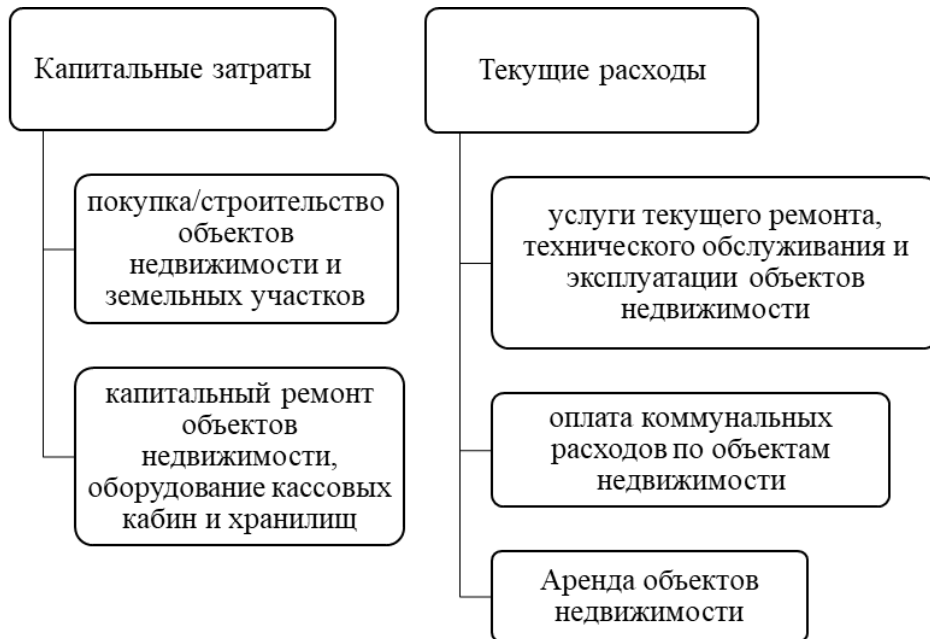 Капитальные затраты
покупка/строительство
объектов
недвижимости и
земельных участков
капитальный ремонт
объектов
недвижимости,
оборудование кассовых
кабин и хранилищ
Текущие расходы
услуги текущего ремонта,
технического обслуживания и
эксплуатации объектов
недвижимости
оплата коммунальных
расходов по объектам
недвижимости
Аренда объектов
недвижимости